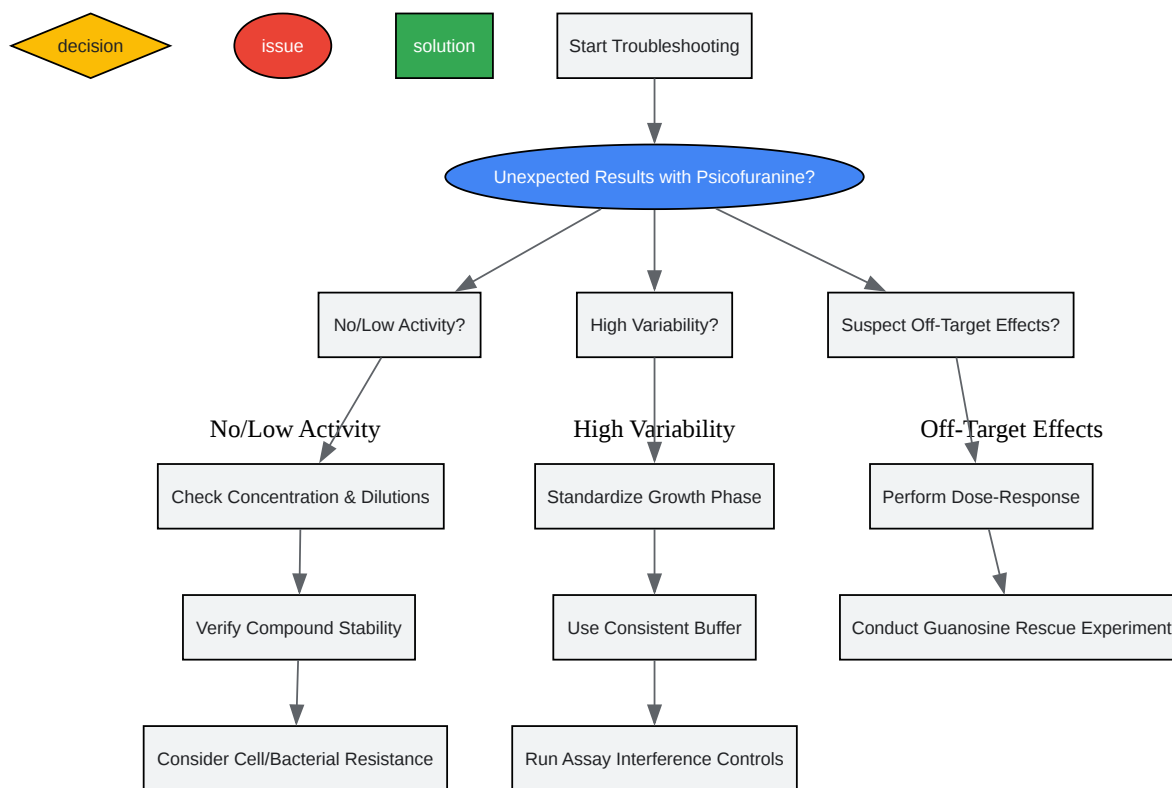 decision
issue
solution
Start Troubleshooting
Unexpected Results with Psicofuranine?
No/Low Activity?
High Variability?
Suspect Off-Target Effects?
No/Low Activity
High Variability
Off-Target Effects
Check Concentration & Dilutions
Standardize Growth Phase
Perform Dose-Response
Verify Compound Stability
Use Consistent Buffer
Conduct Guanosine Rescue Experiment
Consider Cell/Bacterial Resistance
Run Assay Interference Controls